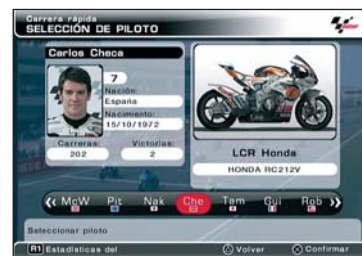 Carrera rápida
SELECCIÓN DE PILOTO
Carlos Checa
7
Nación:
España
Nacimiento:
15/10/1972
Carreras:
Victorias:
202
2
LCR Honda
HONDA RC212V
« McW Pit Nak Che Tam Gui Rob »
Seleccionar piloto
R1 Estadísticas del
Volver
Confirmar